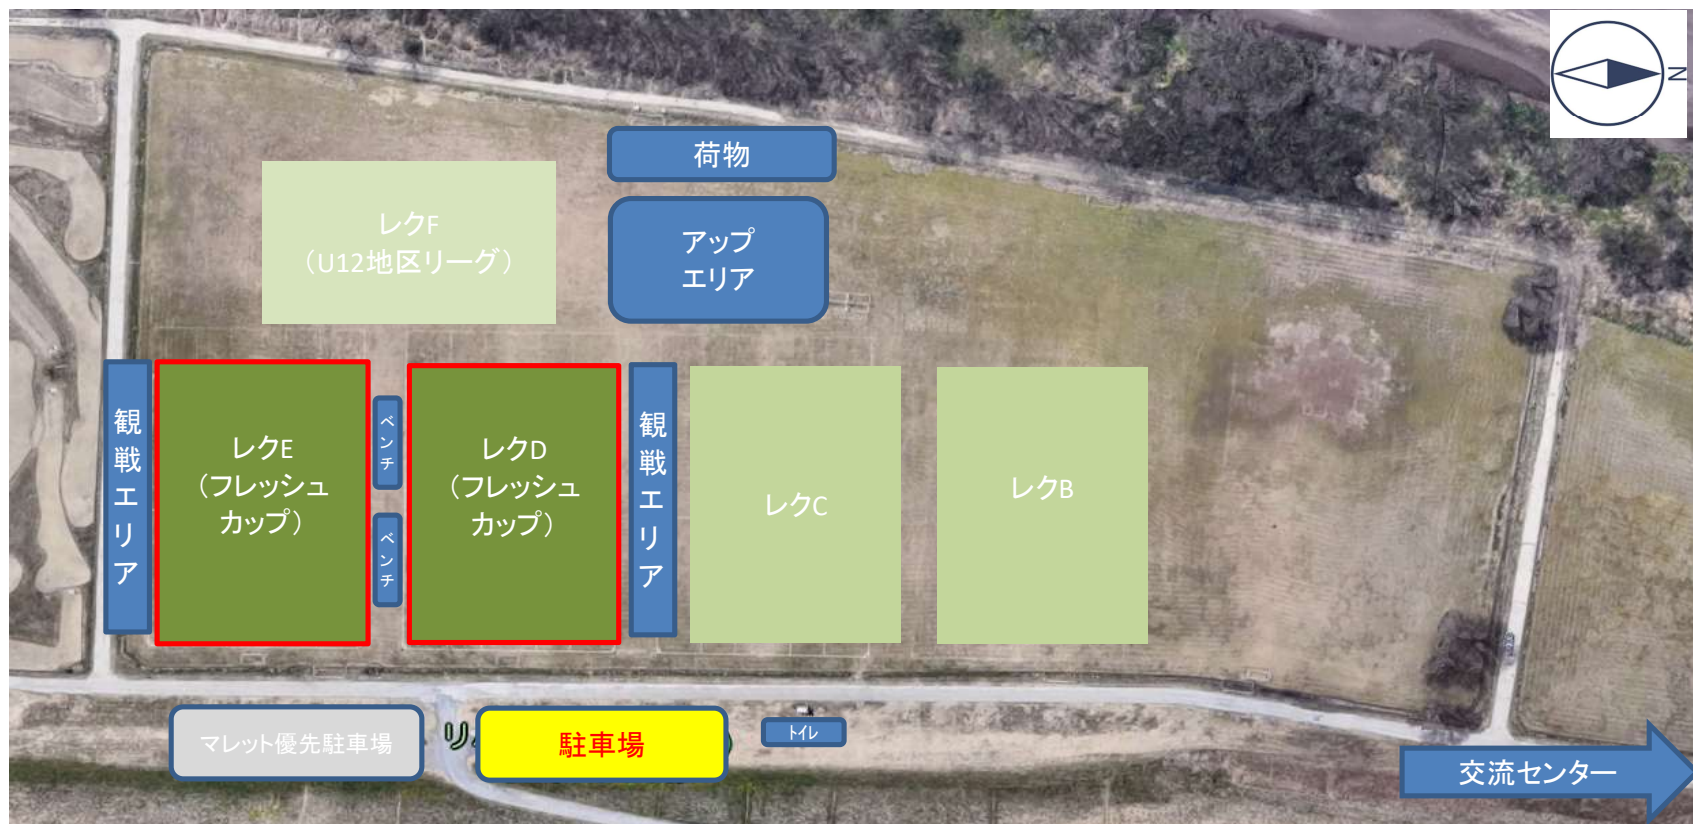 N
荷物
レクF
（U12地区リーグ）
アップ
エリア
観戦エリア
レクE
（フレッシュ
カップ）
ベンチ
ベンチ
レクD
（フレッシュ
カップ）
観戦エリア
レクC
レクB
マレット優先駐車場
リ
駐車場
トイレ
交流センター